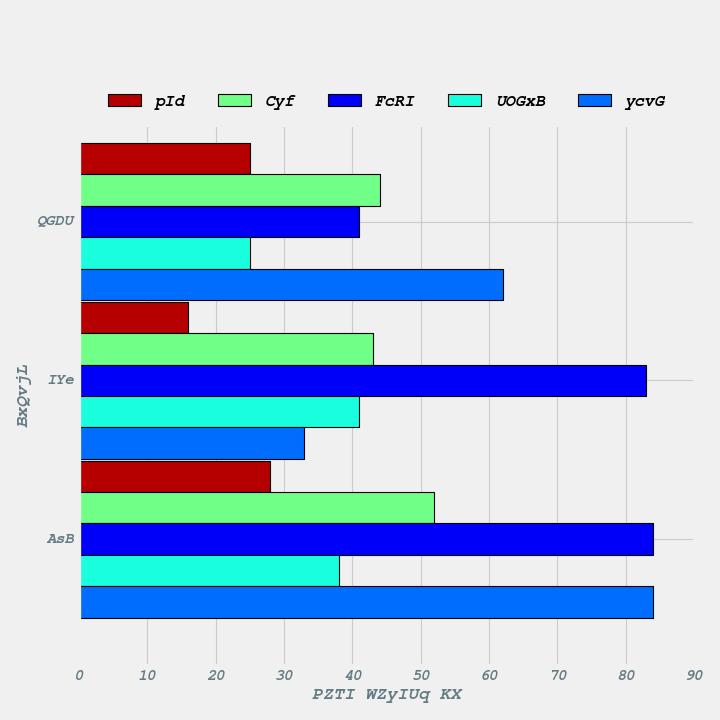 pId Cyf FcRI UOGxB ycvG
QGDU
IYe
AsB
BxQvjL
0 10 20 30 40 50 60 70 80 90
PZTI WZyIUq KX